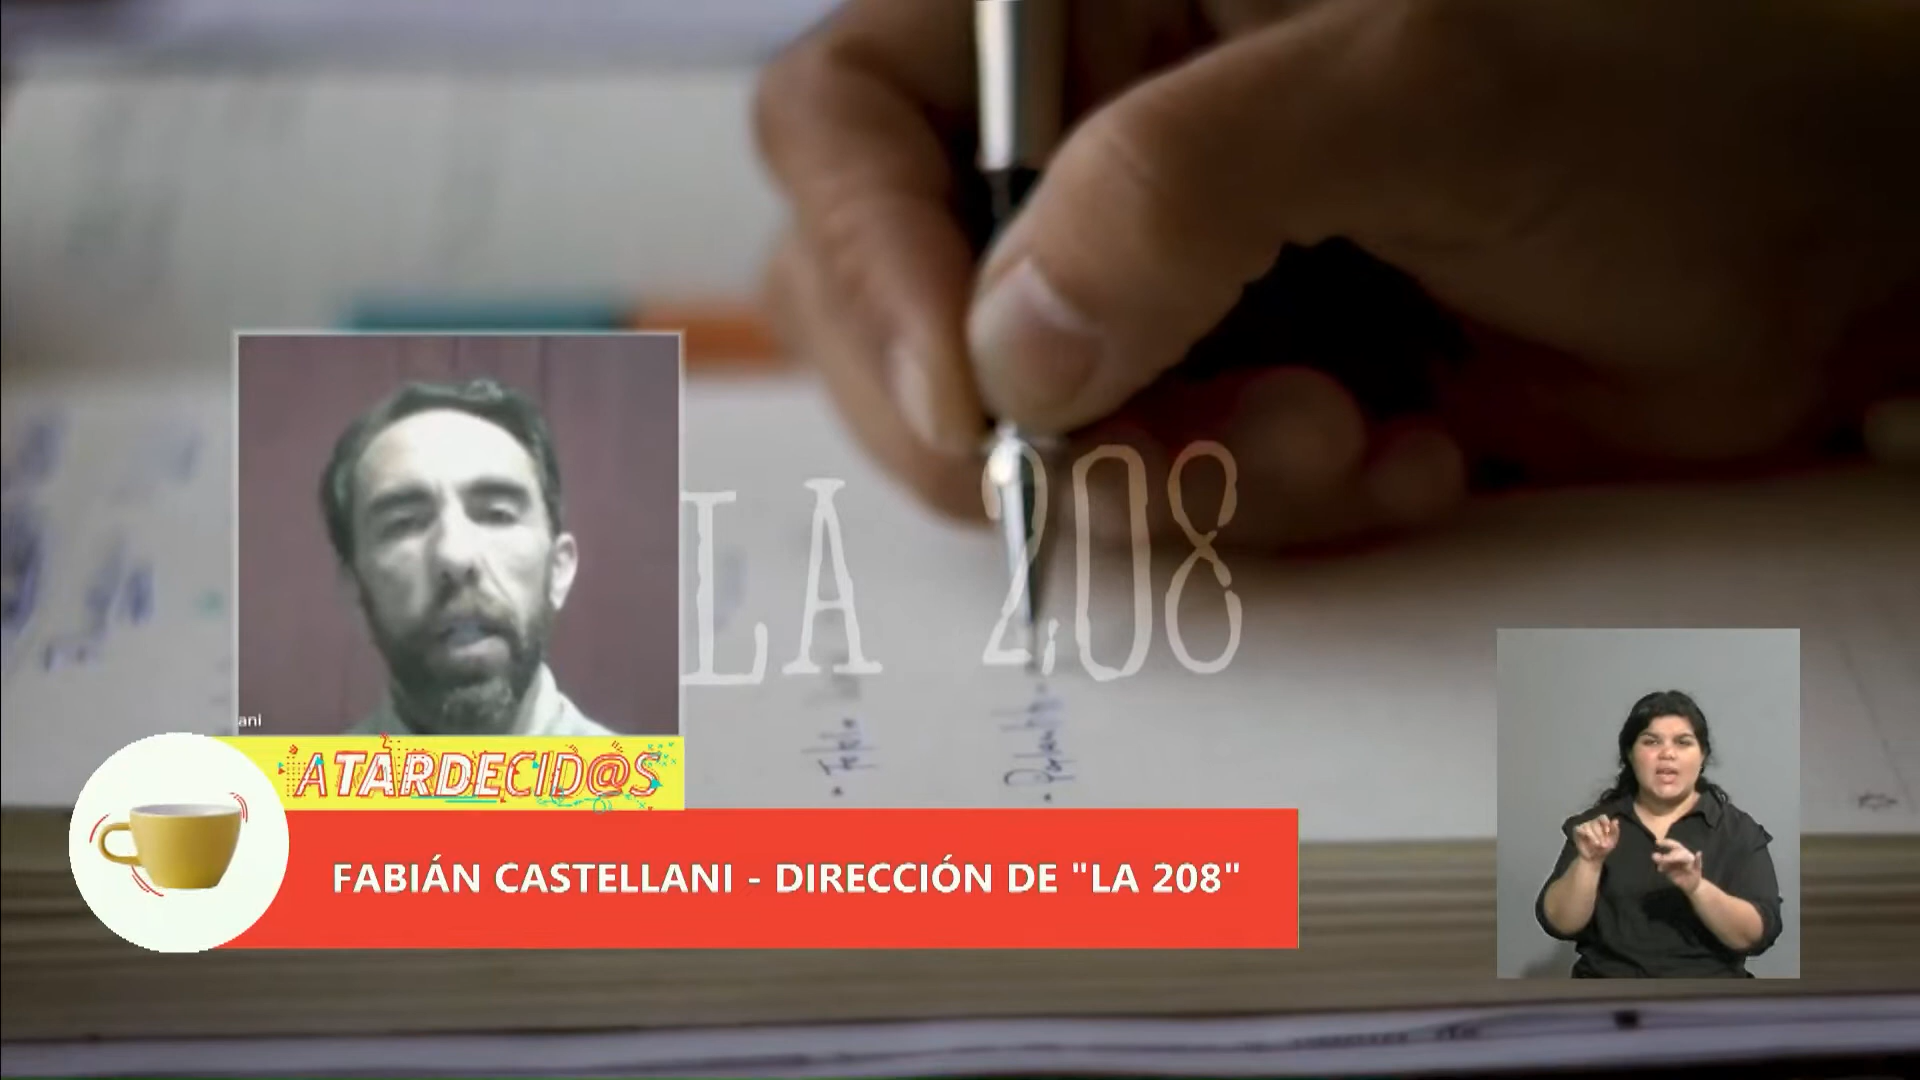 LA 208
ani
ATARDECID@S
FABIÁN CASTELLANI - DIRECCIÓN DE "LA 208"